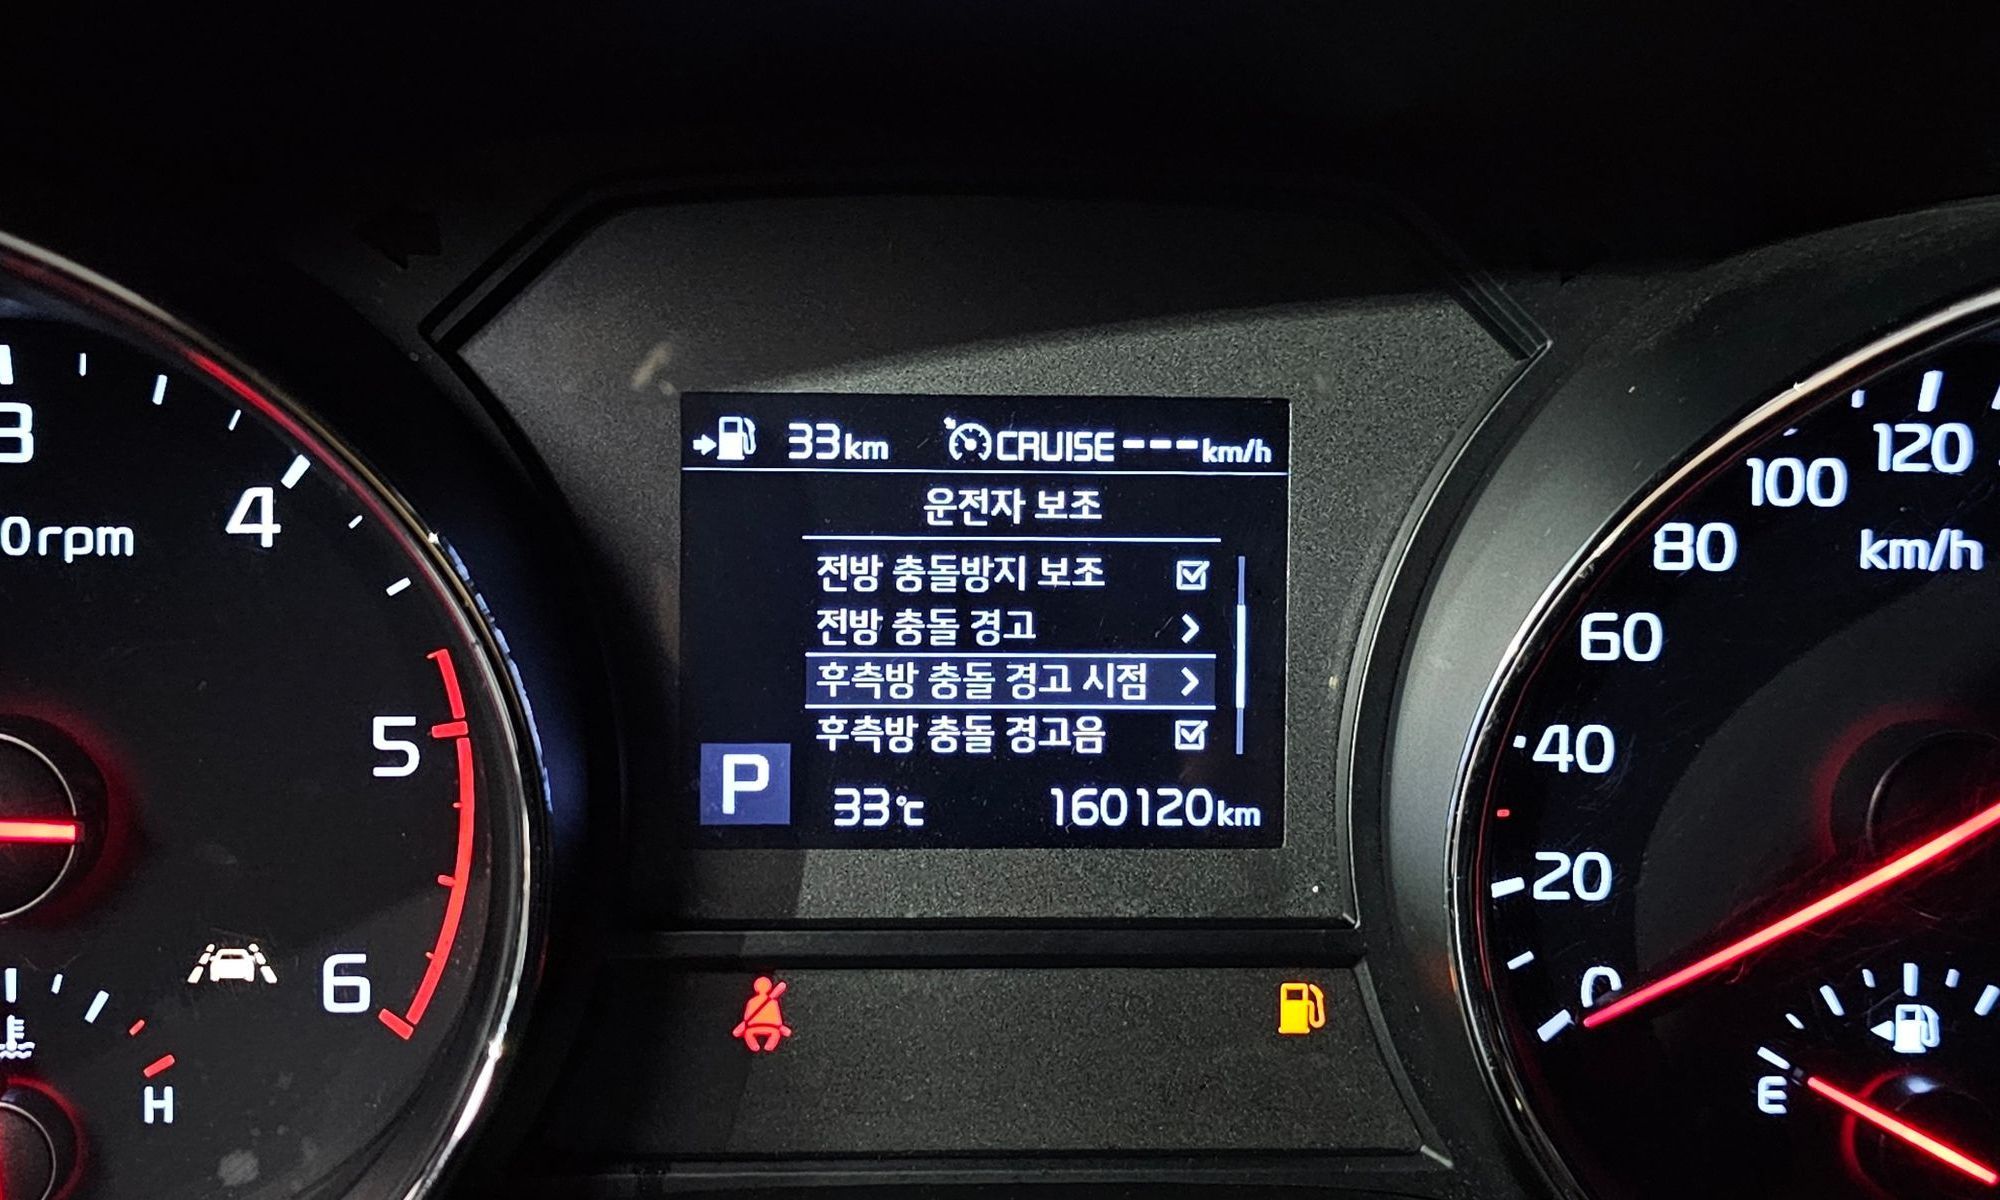 33km CRUISE ---km/h
운전자 보조
전방 충돌방지 보조
전방 충돌 경고
후측방 충돌 경고 시점
후측방 충돌 경고음
P 33℃ 160120km
3
4
0rpm
5
6
H
120
100
80
km/h
60
40
20
0
E